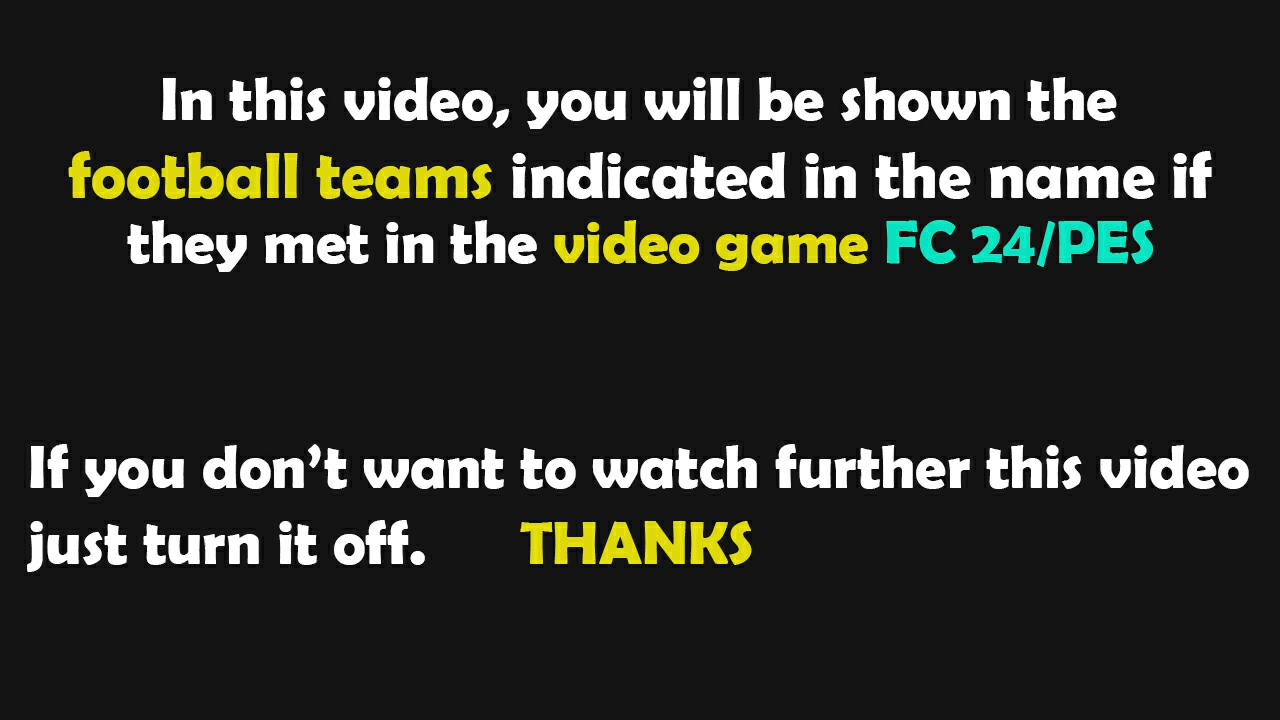 In this video, you will be shown the
football teams indicated in the name if
they met in the video game FC 24/PES
If you don’t want to watch further this video
just turn it off. THANKS